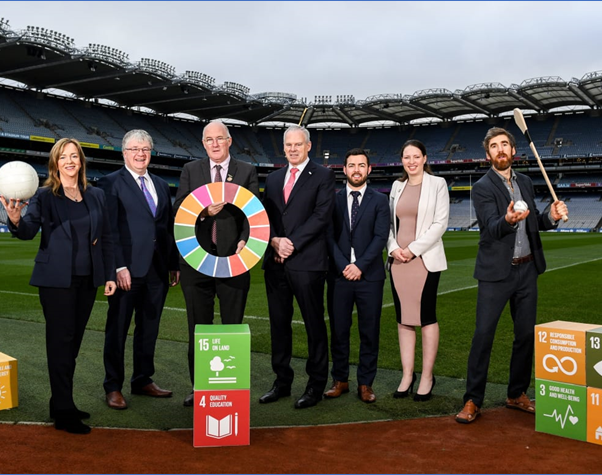 15 LIFE
ON LAND
4 QUALITY
EDUCATION
12 RESPONSIBLE
CONSUMPTION
AND PRODUCTION
13
3 GOOD HEALTH
AND WELL-BEING
11